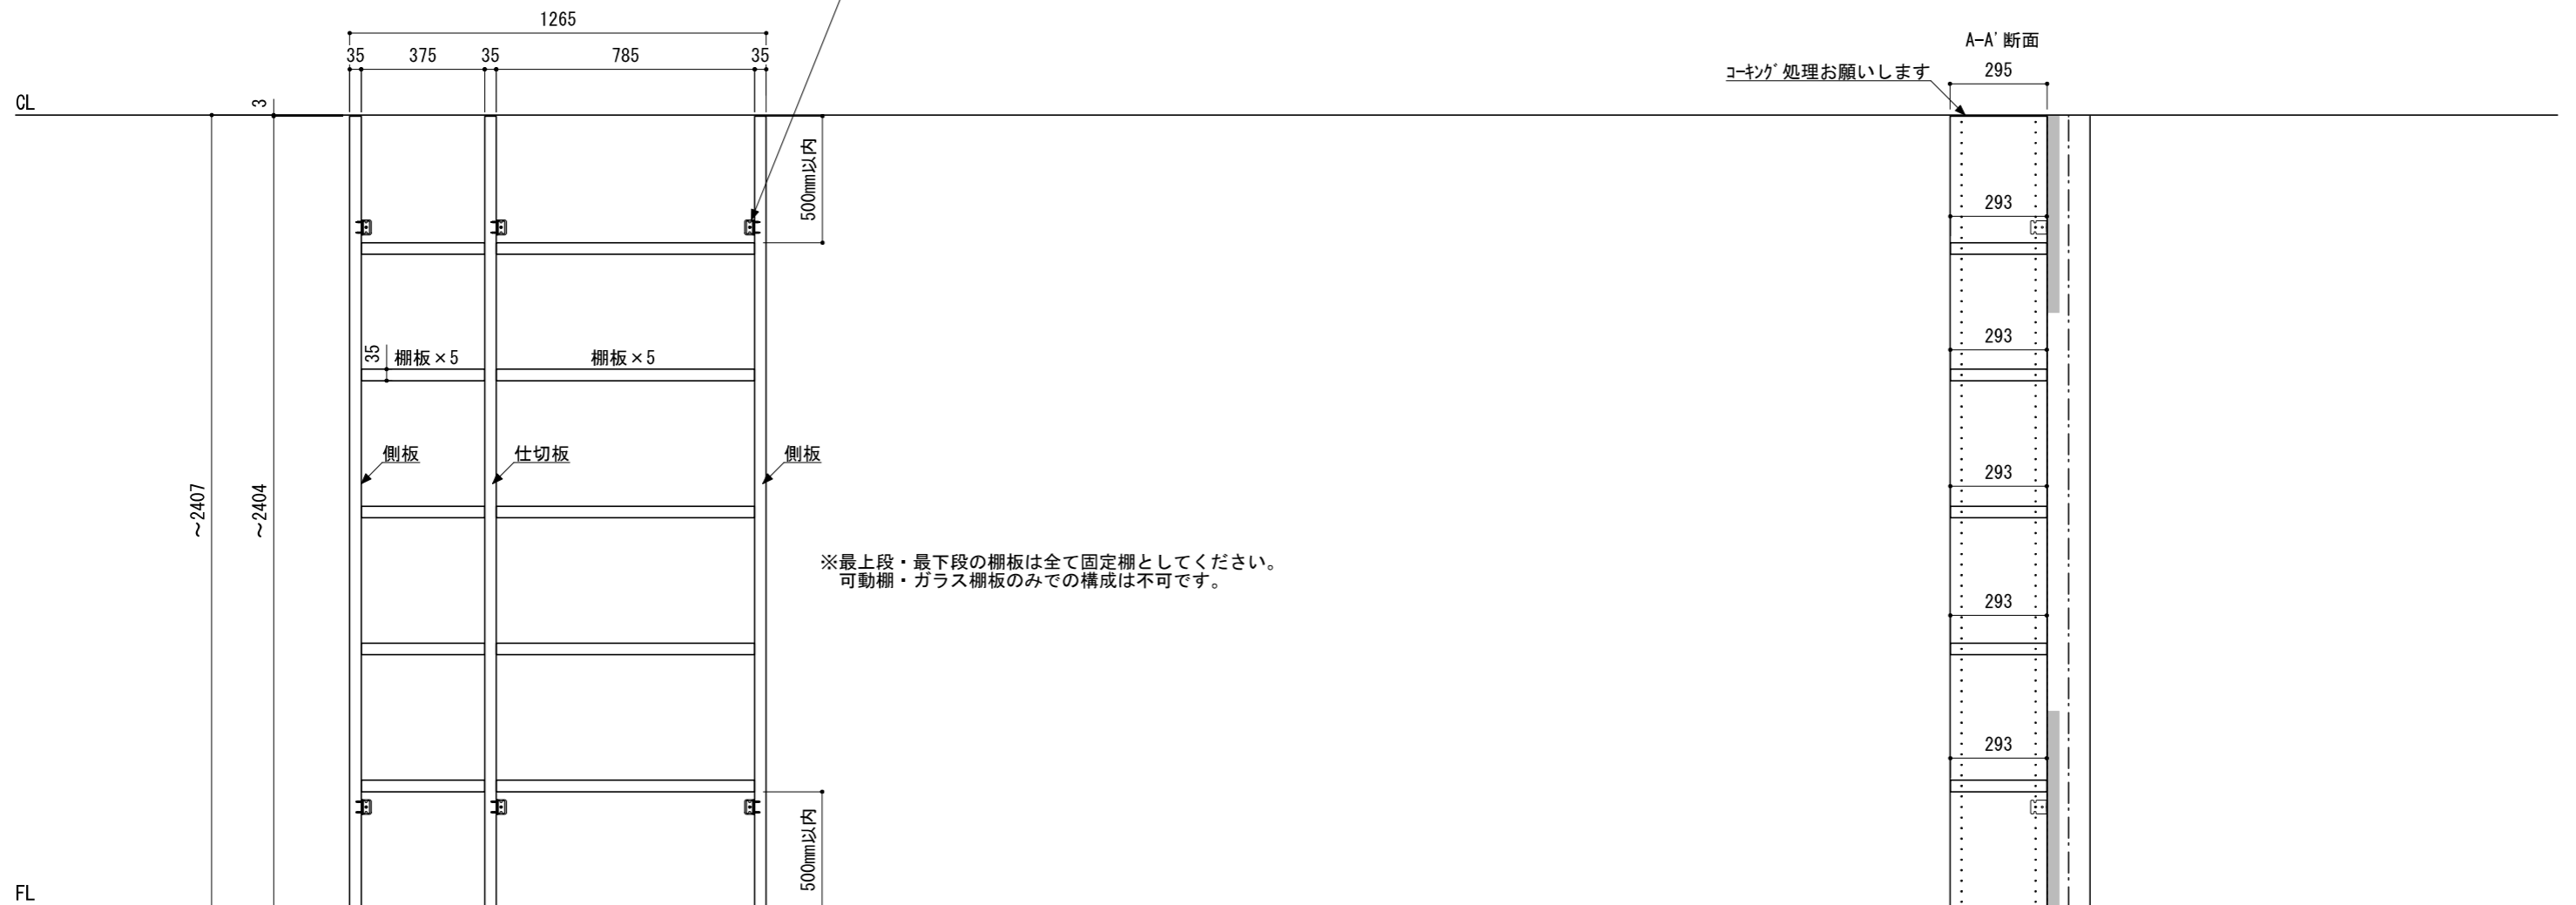 1265
35
375
35
785
35
A-A' 断面
ｺｰｷﾝｸﾞ処理お願いします
295
CL
3
500mm以内
293
293
35
棚板×5
棚板×5
側板
仕切板
側板
293
～2407
～2404
※最上段・最下段の棚板は全て固定棚としてください。
可動棚・ガラス棚板のみでの構成は不可です。
293
293
500mm以内
FL